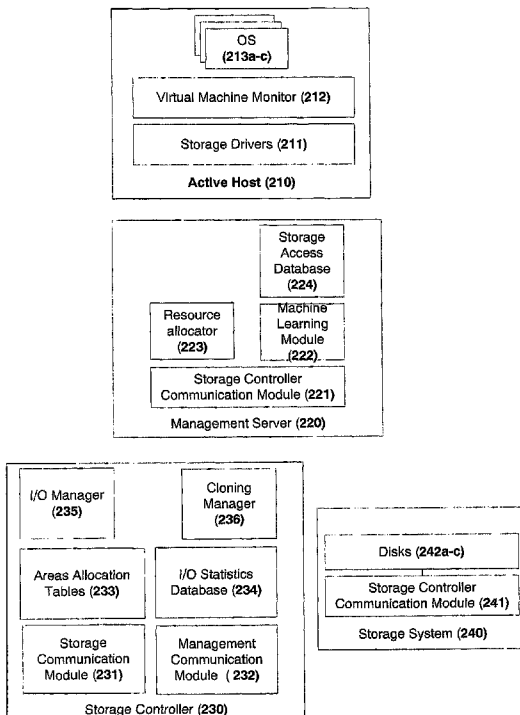 OS
(213a-c)
Virtual Machine Monitor (212)
Storage Drivers (211)
Active Host (210)
Storage
Access
Database
(224)
Resource
allocator
(223)
Machine
Learning
Module
(222)
Storage Controller
Communication Module (221)
Management Server (220)
I/O Manager
(235)
Cloning
Manager
(236)
Areas Allocation
Tables (233)
I/O Statistics
Database (234)
Storage
Communication
Module (231)
Management
Communication
Module ( 232)
Storage Controller (230)
Disks (242a-c)
Storage Controller
Communication Module (241)
Storage System (240)